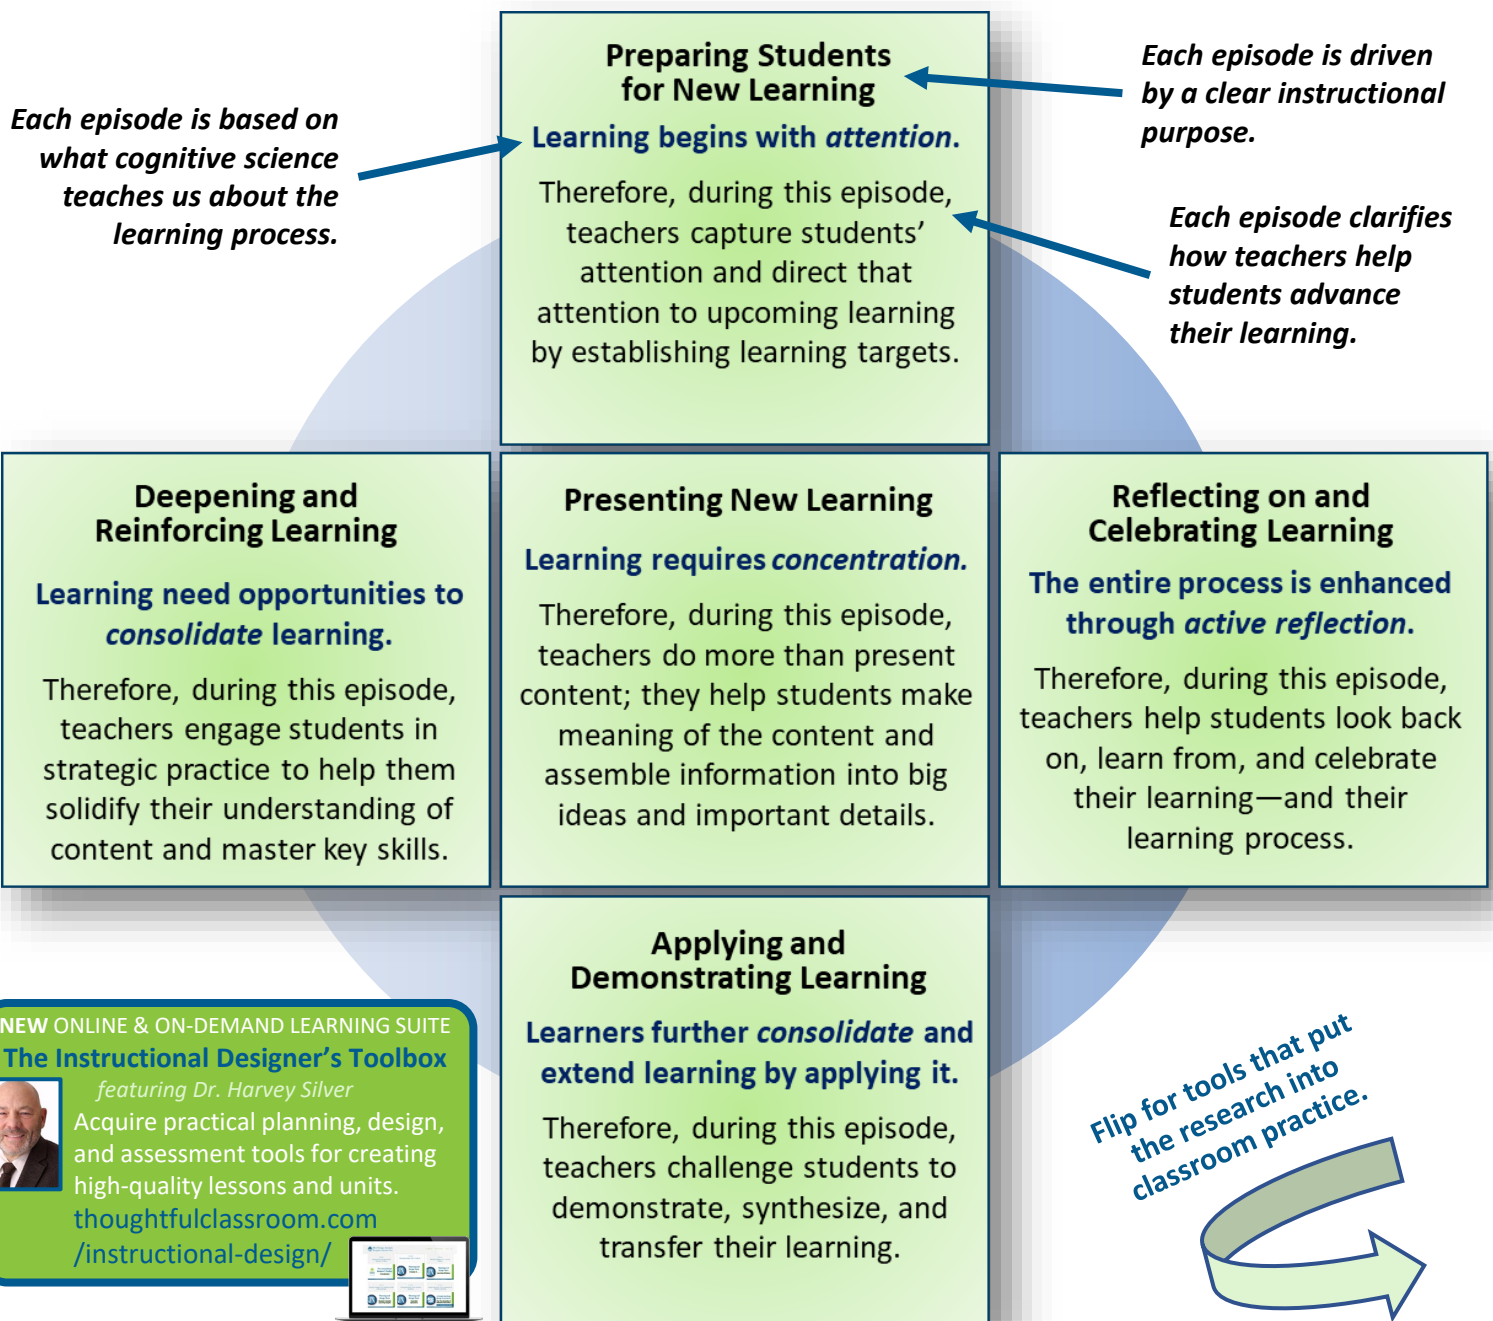 Preparing Students
for New Learning
Learning begins with attention.
Therefore, during this episode,
teachers capture students’
attention and direct that
attention to upcoming learning
by establishing learning targets.
Each episode is based on
what cognitive science
teaches us about the
learning process.
Each episode is driven
by a clear instructional
purpose.
Each episode clarifies
how teachers help
students advance
their learning.
Deepening and
Reinforcing Learning
Learning need opportunities to
consolidate learning.
Therefore, during this episode,
teachers engage students in
strategic practice to help them
solidify their understanding of
content and master key skills.
Presenting New Learning
Learning requires concentration.
Therefore, during this episode,
teachers do more than present
content; they help students make
meaning of the content and
assemble information into big
ideas and important details.
Reflecting on and
Celebrating Learning
The entire process is enhanced
through active reflection.
Therefore, during this episode,
teachers help students look back
on, learn from, and celebrate
their learning—and their
learning process.
Applying and
Demonstrating Learning
Learners further consolidate and
extend learning by applying it.
Therefore, during this episode,
teachers challenge students to
demonstrate, synthesize, and
transfer their learning.
NEW ONLINE & ON-DEMAND LEARNING SUITE
The Instructional Designer’s Toolbox
featuring Dr. Harvey Silver
Acquire practical planning, design,
and assessment tools for creating
high-quality lessons and units.
thoughtfulclassroom.com
/instructional-design/
Flip for tools that put
the research into
classroom practice.